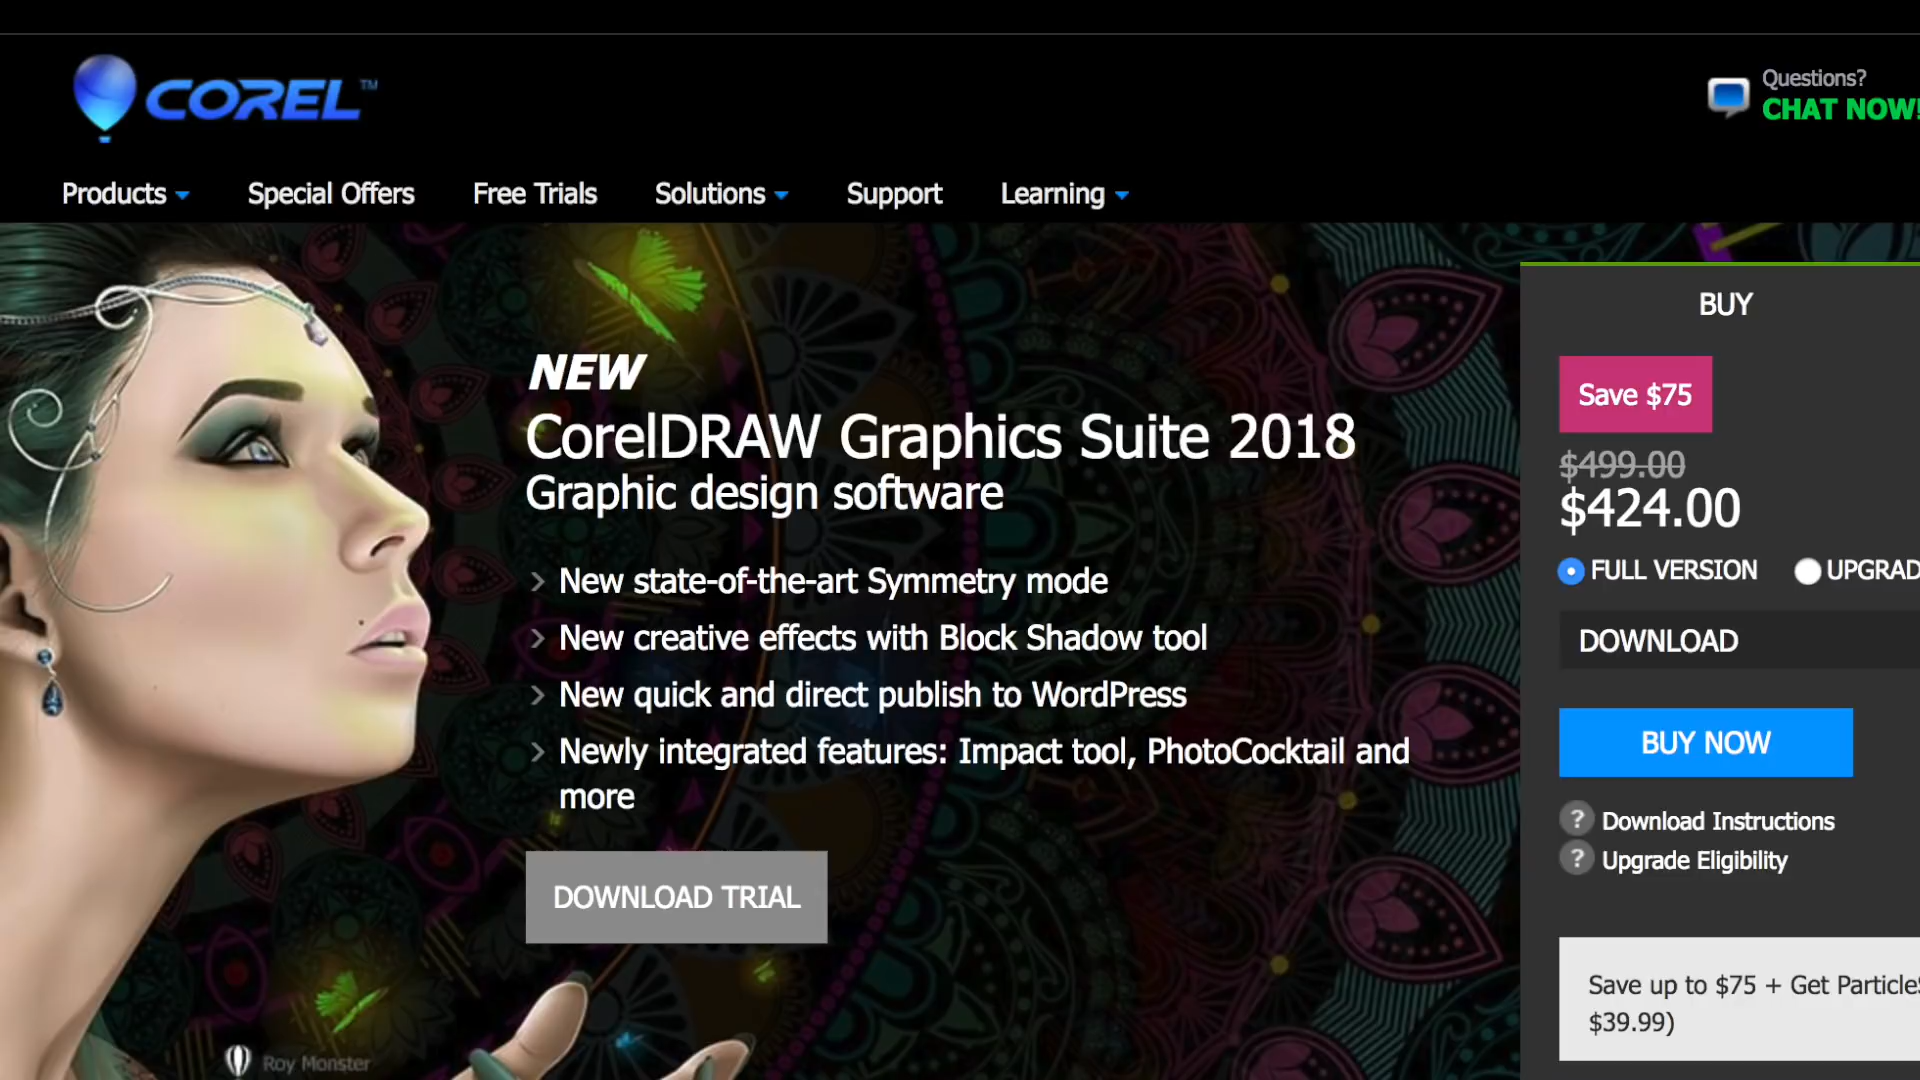 COREL™
Questions?
CHAT NOW!
Products
Special Offers
Free Trials
Solutions
Support
Learning
NEW
CorelDRAW Graphics Suite 2018
Graphic design software
New state-of-the-art Symmetry mode
New creative effects with Block Shadow tool
New quick and direct publish to WordPress
Newly integrated features: Impact tool, PhotoCocktail and
more
DOWNLOAD TRIAL
Roy Monster
BUY
Save $75
$499.00
$424.00
FULL VERSION
UPGRAD
DOWNLOAD
BUY NOW
? Download Instructions
? Upgrade Eligibility
Save up to $75 + Get ParticleS
$39.99)